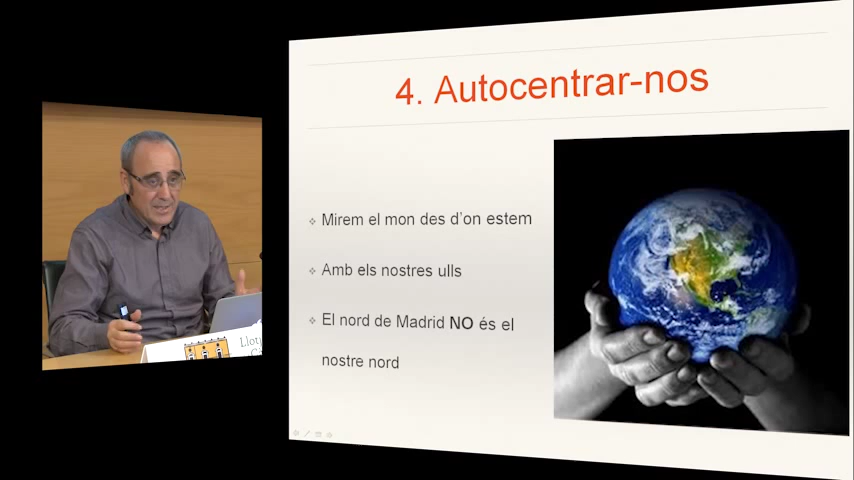 4. Autocentrar-nos
Mirem el mon des d'on estem
Amb els nostres ulls
El nord de Madrid NO és el
nostre nord